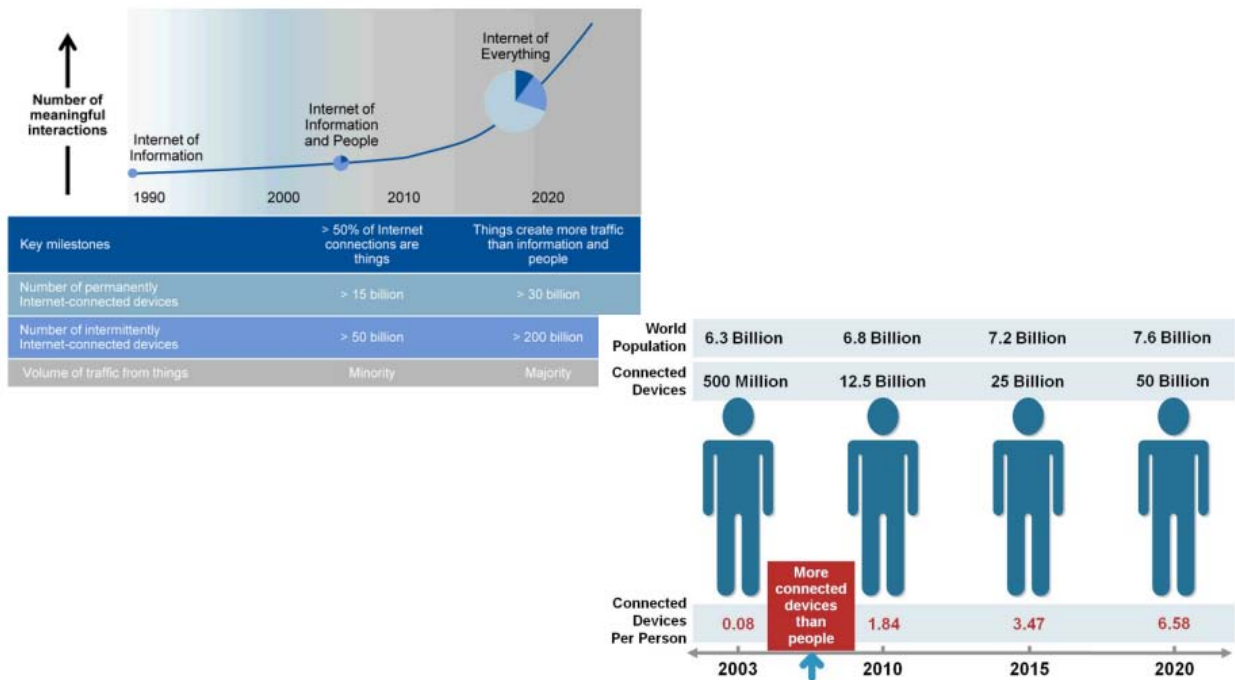 Number of
meaningful
interactions
Internet of
Information
Internet of
Information
and People
Internet of
Everything
1990 2000 2010 2020
Key milestones
> 50% of Internet
connections are
things
Things create more traffic
than information and
people
Number of permanently
Internet-connected devices
> 15 billion
> 30 billion
Number of intermittently
Internet-connected devices
> 50 billion
> 200 billion
Volume of traffic from things
Minority
Majority
World
Population
6.3 Billion 6.8 Billion 7.2 Billion 7.6 Billion
Connected
Devices
500 Million 12.5 Billion 25 Billion 50 Billion
More
connected
devices
than
people
Connected
Devices
Per Person
0.08 1.84 3.47 6.58
2003 2010 2015 2020